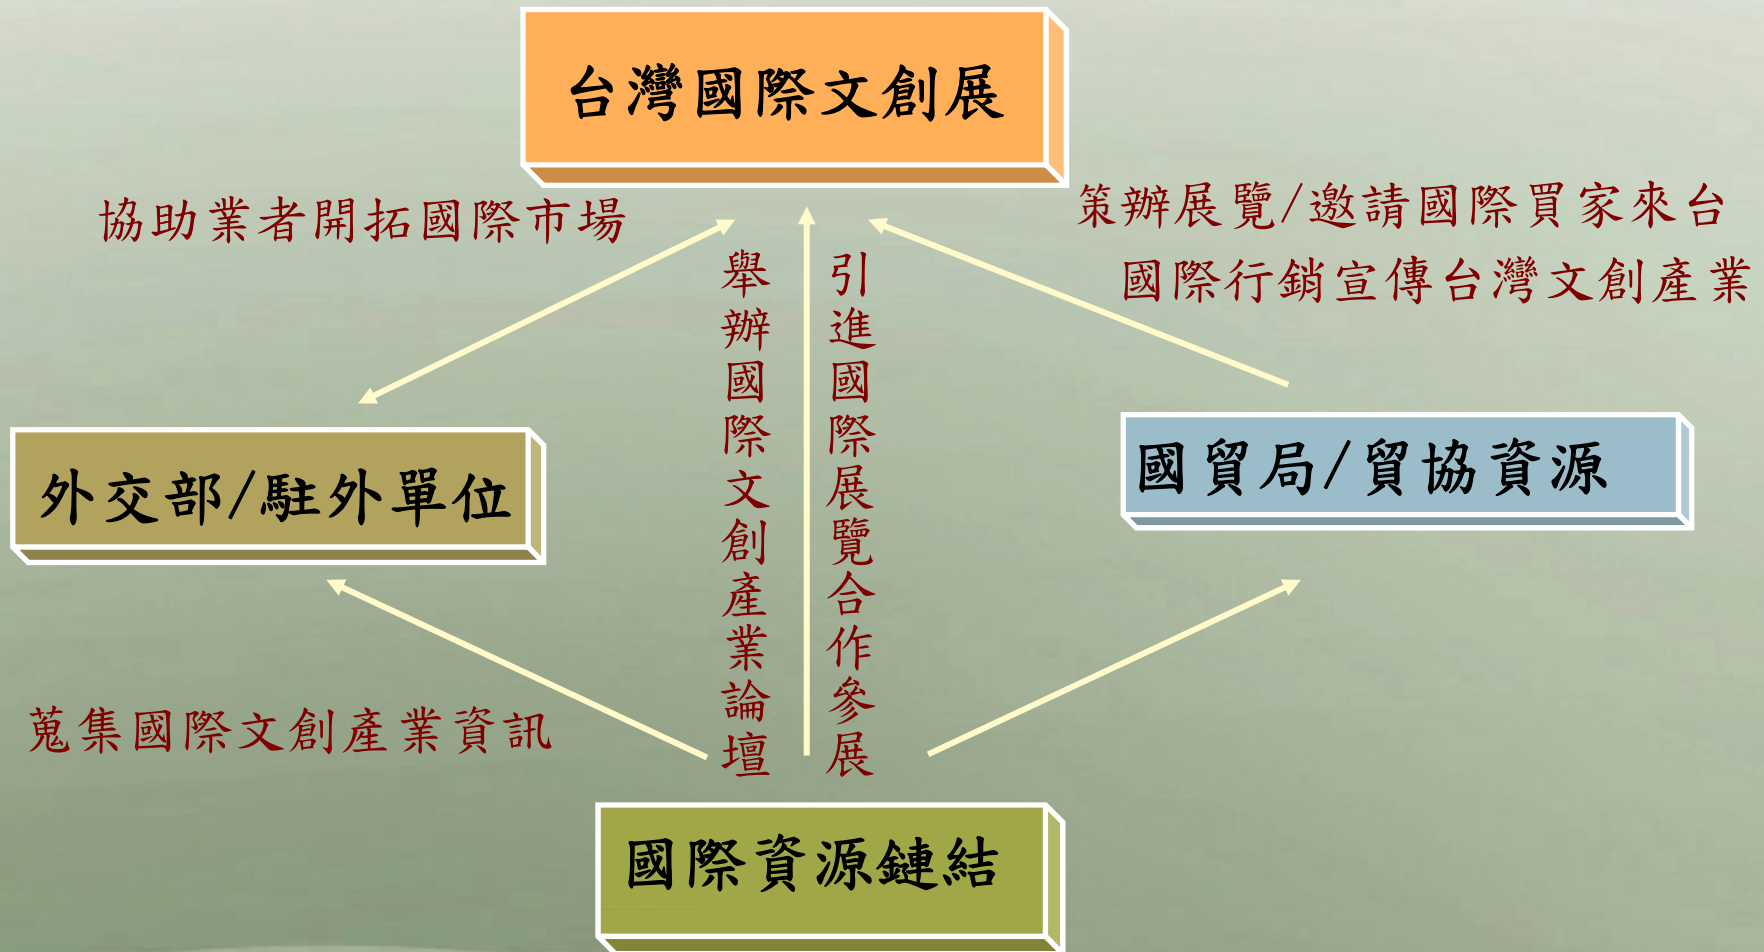 台灣國際文創展
協助業者開拓國際市場
策辦展覽/邀請國際買家來台
國際行銷宣傳台灣文創產業
舉辦國際文創產業論壇
引進國際展覽合作參展
外交部/駐外單位
國貿局/貿協資源
蒐集國際文創產業資訊
國際資源鏈結